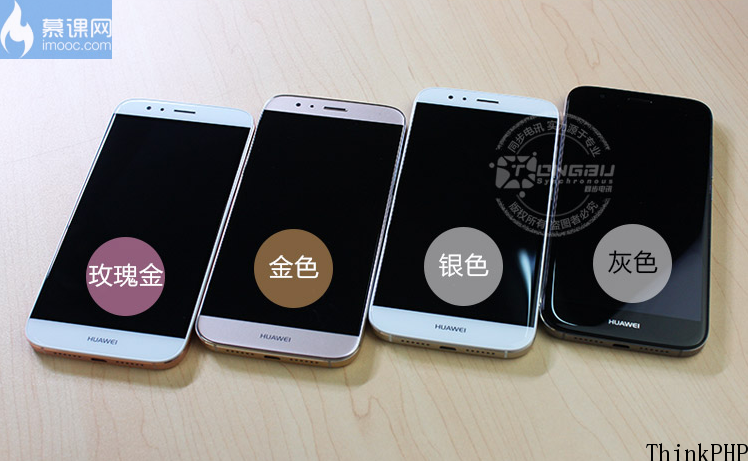 慕课网
imooc.com
同步电讯 实力源于专业
TONGBU
Synchronous
同步电讯
版权所有 盗图者必究
玫瑰金
金色
银色
灰色
HUAWEI
HUAWEI
HUAWEI
HUAWEI
ThinkPHP